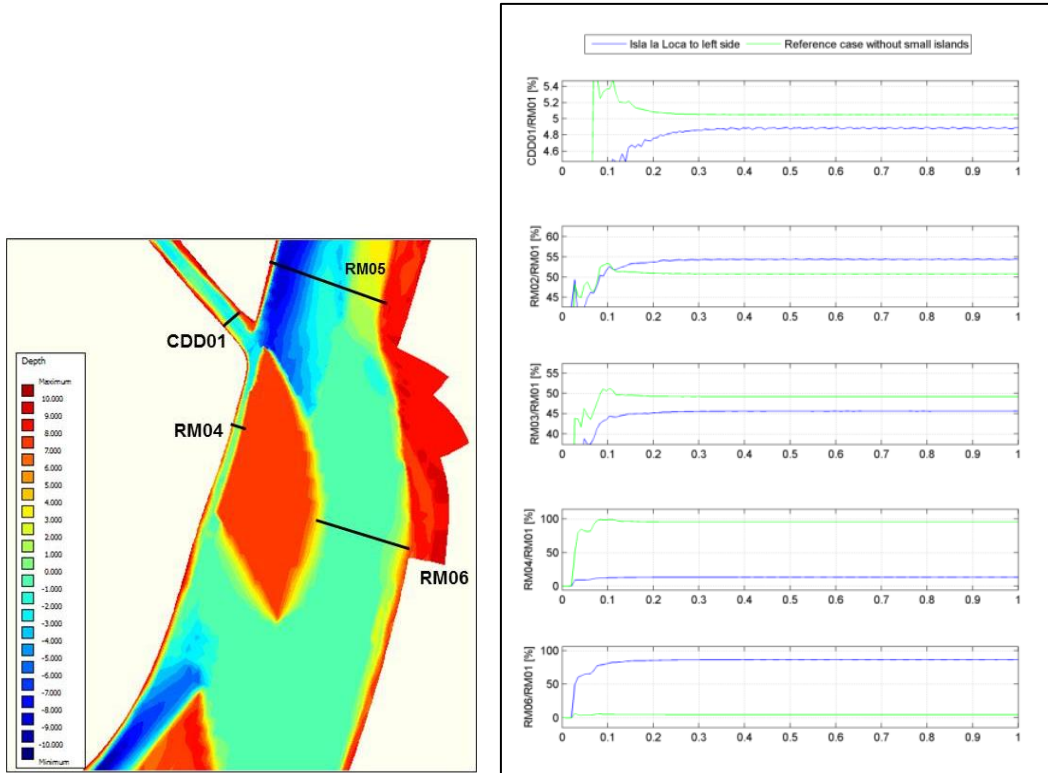 RM05
CDD01
RM04
RM06
Depth
Maximum
10.000
9.000
8.000
6.000
5.000
4.000
3.000
2.000
1.000
0.000
-1.000
-2.000
-3.000
-4.000
-6.000
-7.000
-8.000
-9.000
-10.000
Minimum
Isla la Loca to left side Reference case without small islands
CDD01/RM01 [%]
5.4
5.2
5
4.8
4.6
0 0.1 0.2 0.3 0.4 0.5 0.6 0.7 0.8 0.9 1
RM02/RM01 [%]
60
55
50
45
0 0.1 0.2 0.3 0.4 0.5 0.6 0.7 0.8 0.9 1
RM03/RM01 [%]
55
50
45
40
0 0.1 0.2 0.3 0.4 0.5 0.6 0.7 0.8 0.9 1
RM04/RM01 [%]
100
50
0
0 0.1 0.2 0.3 0.4 0.5 0.6 0.7 0.8 0.9 1
RM06/RM01 [%]
100
50
0
0 0.1 0.2 0.3 0.4 0.5 0.6 0.7 0.8 0.9 1